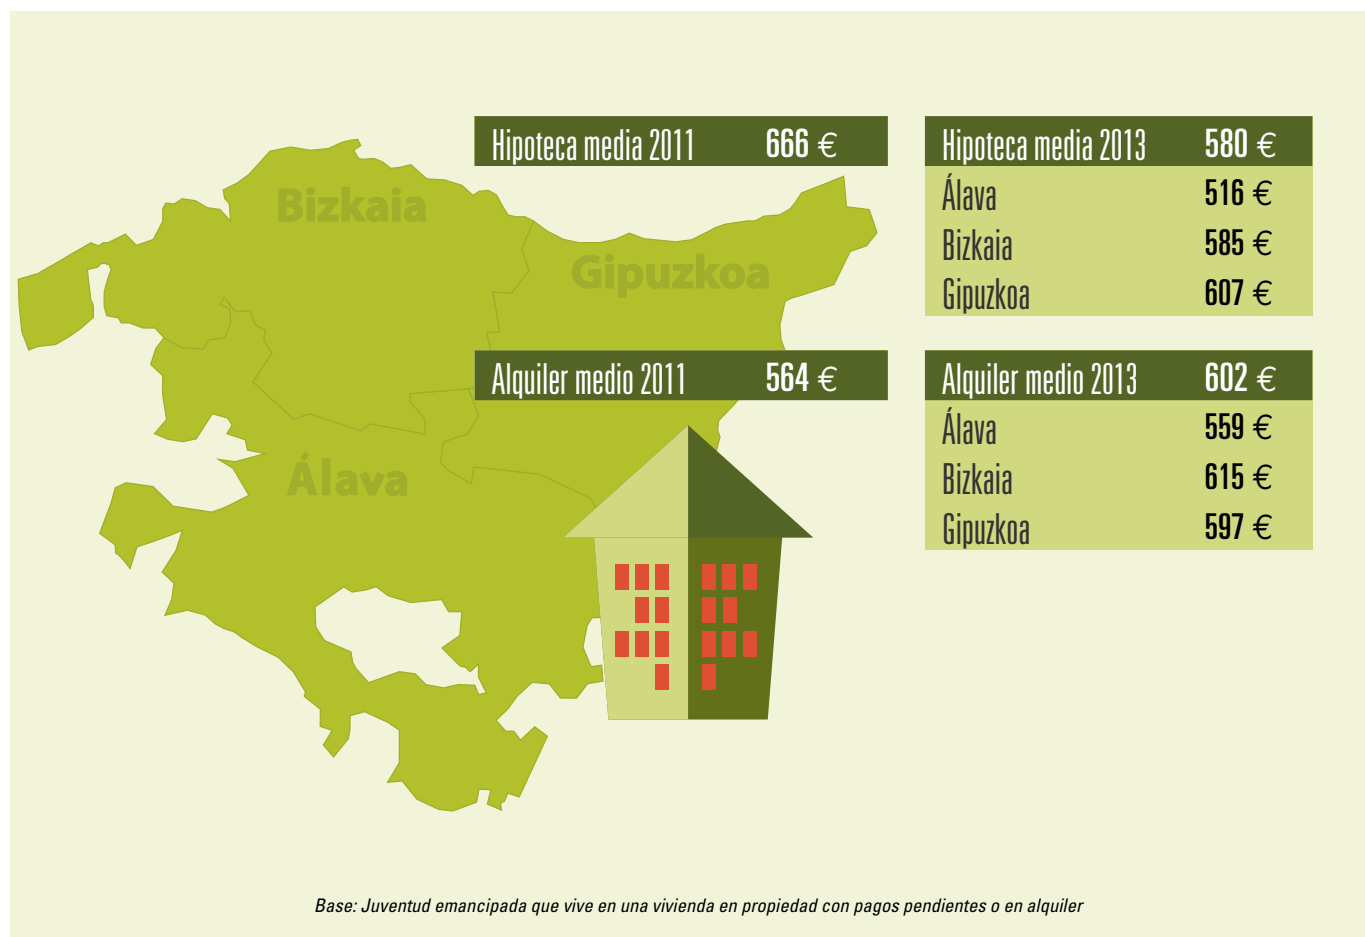 Bizkaia
Gipuzkoa
Álava
Hipoteca media 2011 666 €
Hipoteca media 2013 580 €
Álava 516 €
Bizkaia 585 €
Gipuzkoa 607 €
Alquiler medio 2011 564 €
Alquiler medio 2013 602 €
Álava 559 €
Bizkaia 615 €
Gipuzkoa 597 €
Base: Juventud emancipada que vive en una vivienda en propiedad con pagos pendientes o en alquiler